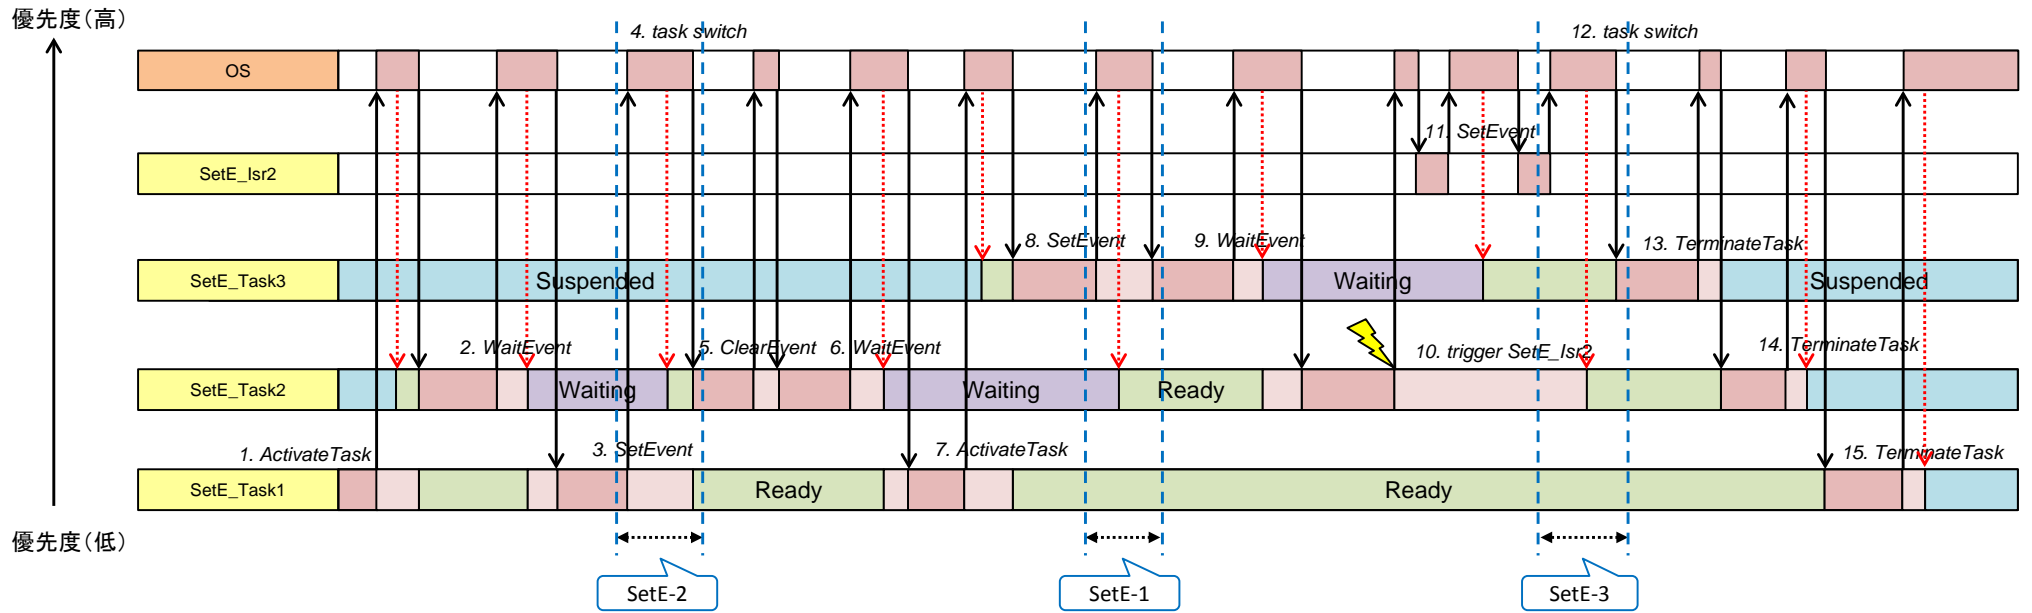 優先度（高）
4. task switch
12. task switch
OS
11. SetEvent
SetE_Isr2
8. SetEvent
9. WaitEvent
13. TerminateTask
SetE_Task3
Suspended
Waiting
Suspended
2. WaitEvent
5. ClearEvent
6. WaitEvent
10. trigger SetE_Isr2
14. TerminateTask
SetE_Task2
Waiting
Waiting
Ready
1. ActivateTask
3. SetEvent
7. ActivateTask
15. TerminateTask
SetE_Task1
Ready
Ready
優先度（低）
SetE-2
SetE-1
SetE-3